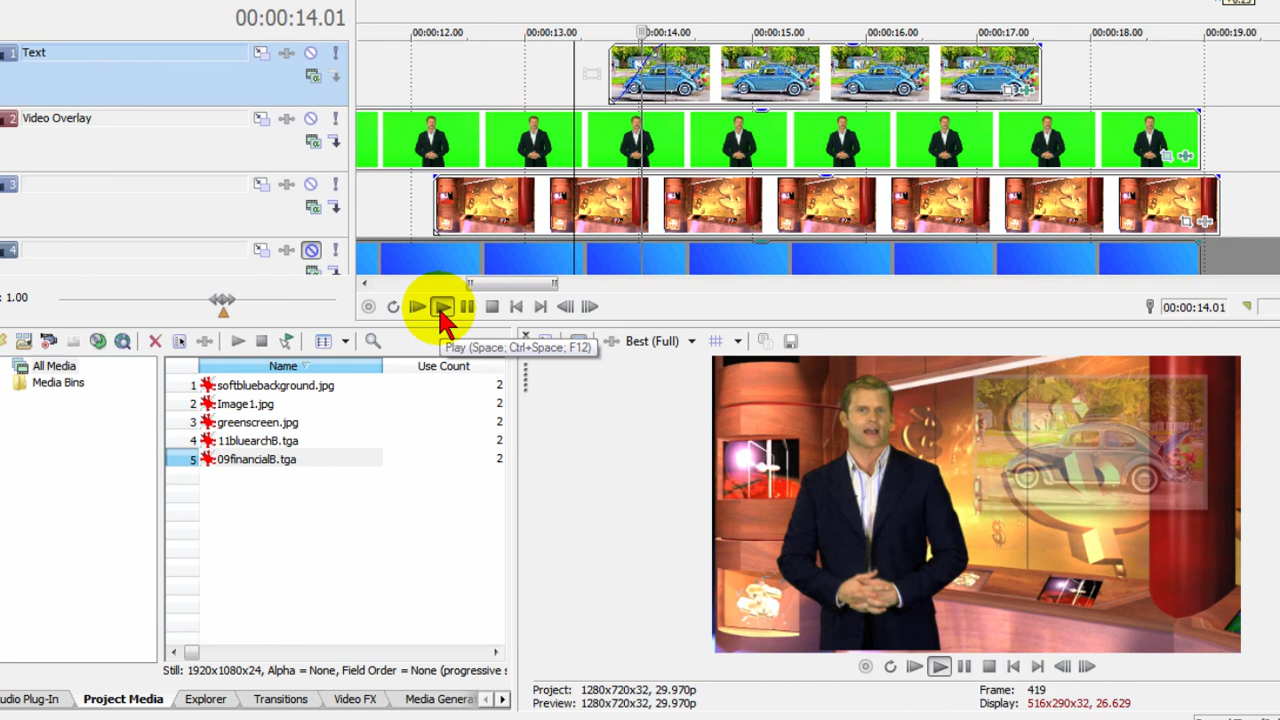 00:00:14.01
00:00:12.00 00:00:13.00 00:00:14.00 00:00:15.00 00:00:16.00 00:00:17.00 00:00:18.00 00:00:19.00
1 Text
2 Video Overlay
3
4
: 1.00
00:00:14.01
Play (Space; Ctrl+Space; F12)
Best (Full)
All Media
Media Bins
Name Use Count
1 softbluebackground.jpg 2
2 Image1.jpg 2
3 greenscreen.jpg 2
4 11bluearchB.tga 2
5 09financialB.tga 2
Still: 1920x1080x24, Alpha = None, Field Order = None (progressive s
udio Plug-In Project Media Explorer Transitions Video FX Media Genera
Project: 1280x720x32, 29.970p
Preview: 1280x720x32, 29.970p
Frame: 419
Display: 516x290x32, 26.629